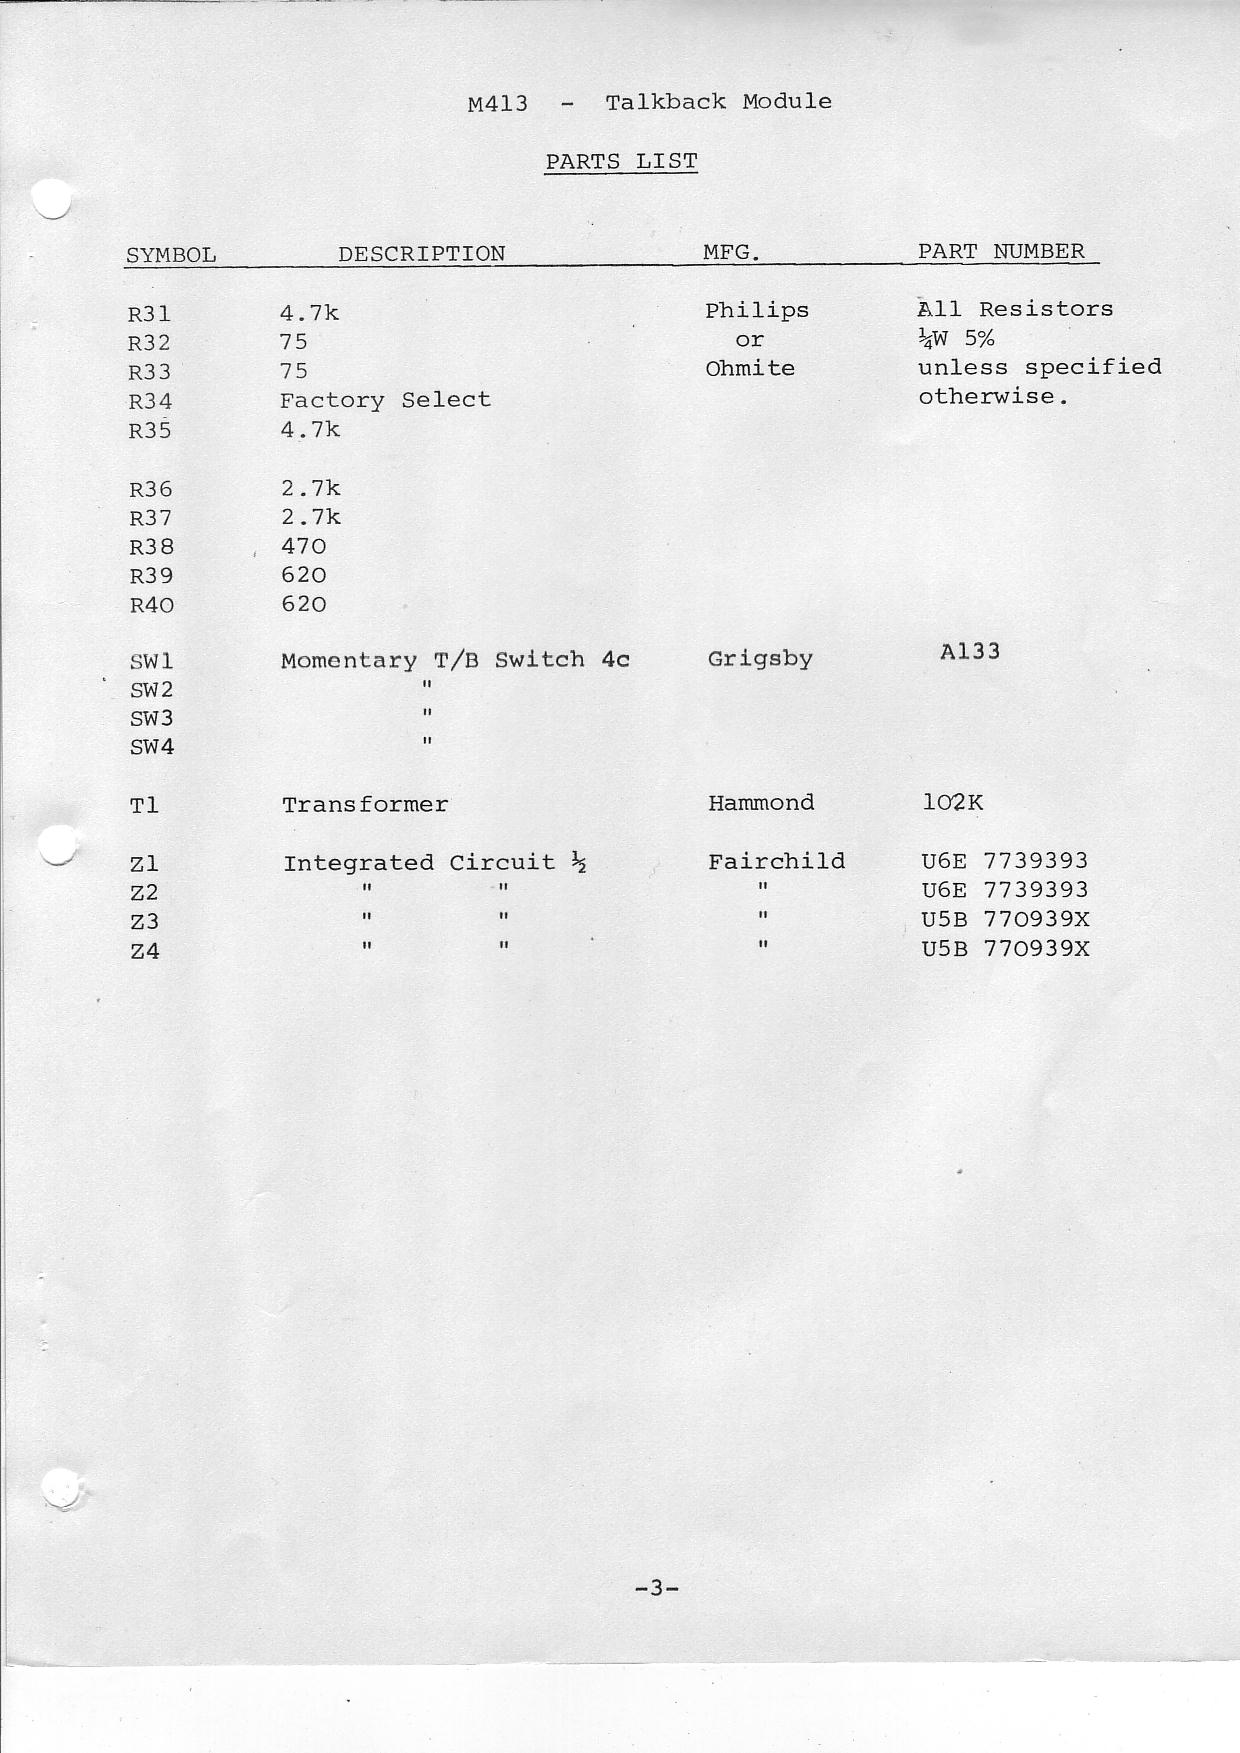 M413 - Talkback Module
PARTS LIST
SYMBOL DESCRIPTION MFG. PART NUMBER
R31 4.7k Philips All Resistors
R32 75 or ¼W 5%
R33 75 Ohmite unless specified
R34 Factory Select otherwise.
R35 4.7k
R36 2.7k
R37 2.7k
R38 470
R39 620
R40 620
SW1 Momentary T/B Switch 4c Grigsby A133
SW2 "
SW3 "
SW4 "
T1 Transformer Hammond 102K
Z1 Integrated Circuit ½ Fairchild U6E 7739393
Z2 " " " U6E 7739393
Z3 " " " U5B 770939X
Z4 " " " U5B 770939X
-3-